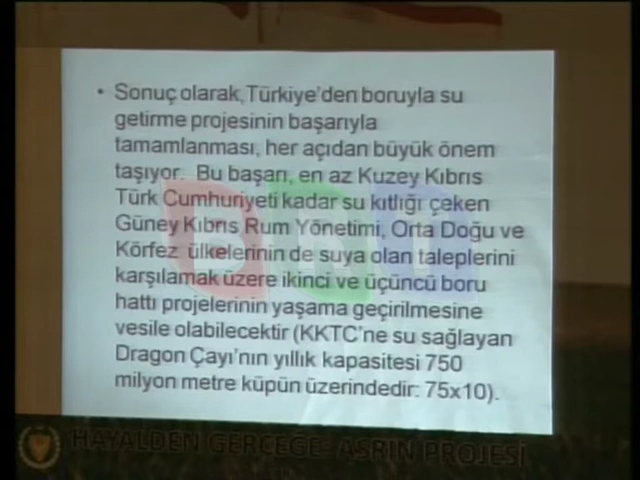 • Sonuç olarak, Türkiye'den boruyla su
getirme projesinin başarıyla
tamamlanması, her açıdan büyük önem
taşıyor. Bu başarı, en az Kuzey Kıbrıs
Türk Cumhuriyeti kadar su kıtlığı çeken
Güney Kıbrıs Rum Yönetimi, Orta Doğu ve
Körfez ülkelerinin de suya olan taleplerini
karşılamak üzere ikinci ve üçüncü boru
hattı projelerinin yaşama geçirilmesine
vesile olabilecektir (KKTC'ne su sağlayan
Dragon Çayı'nın yıllık kapasitesi 750
milyon metre küpün üzerindedir: 75x10).
BRT
HAYALDEN GERÇEĞE: ASRIN PROJESİ